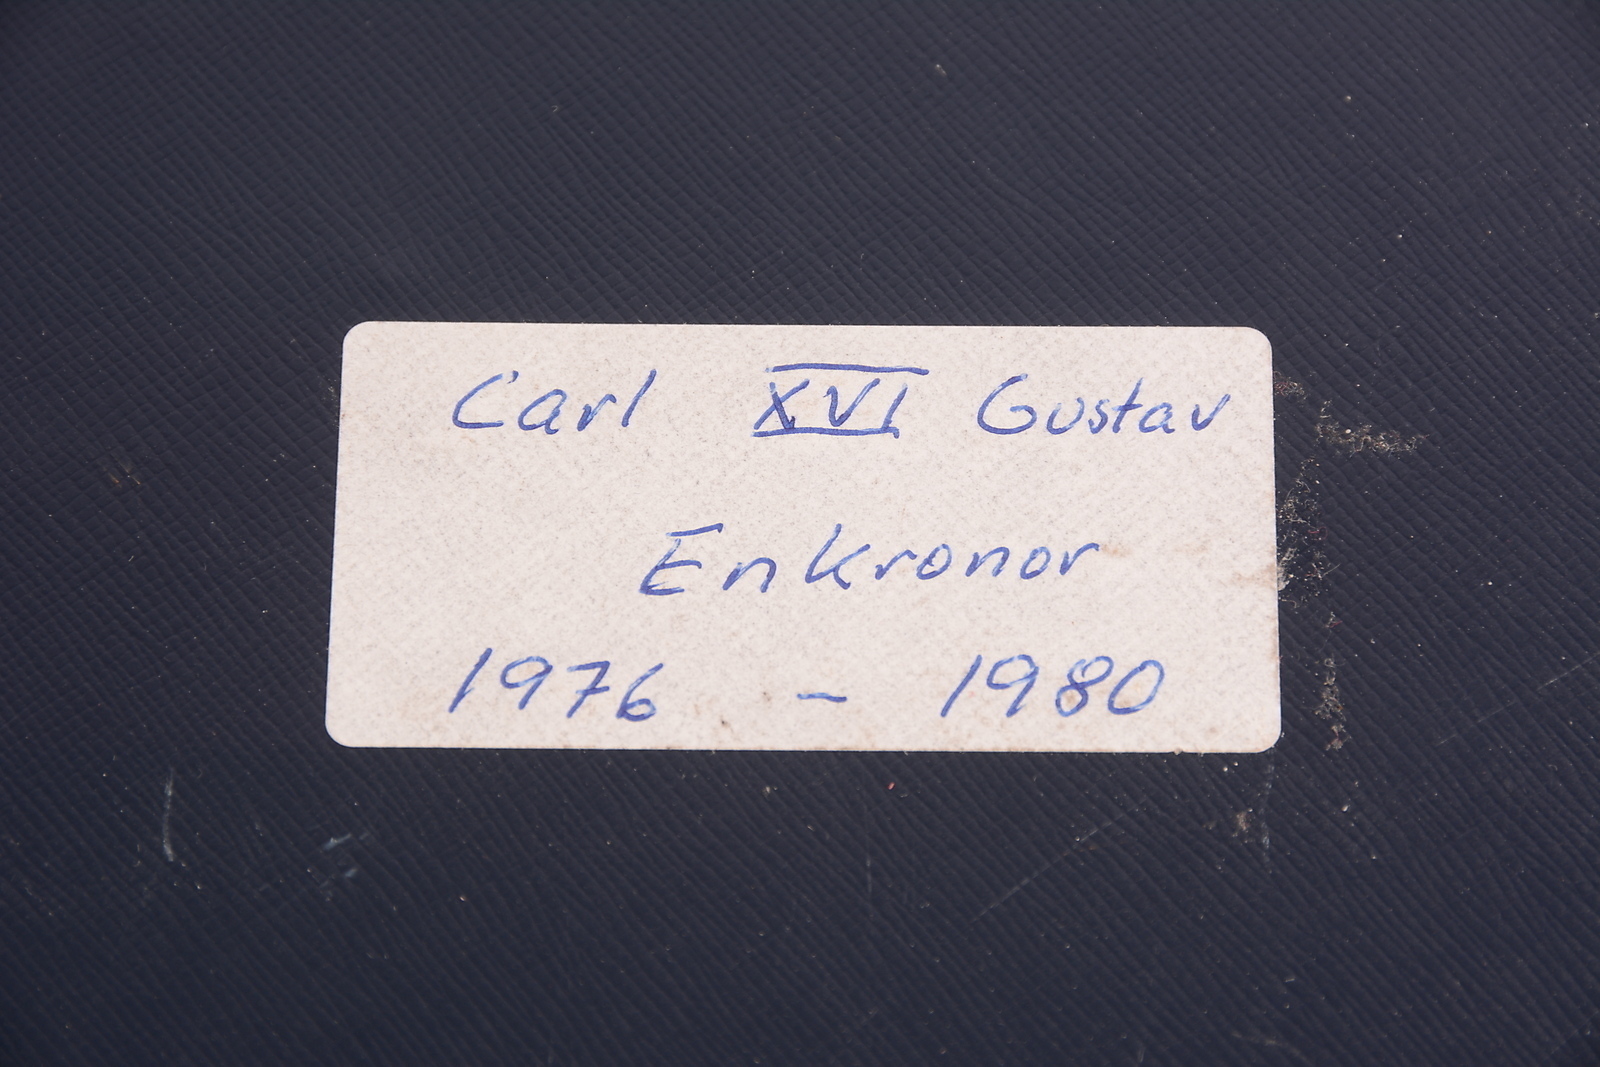 Carl XVI Gustav
Enkronor
1976 - 1980